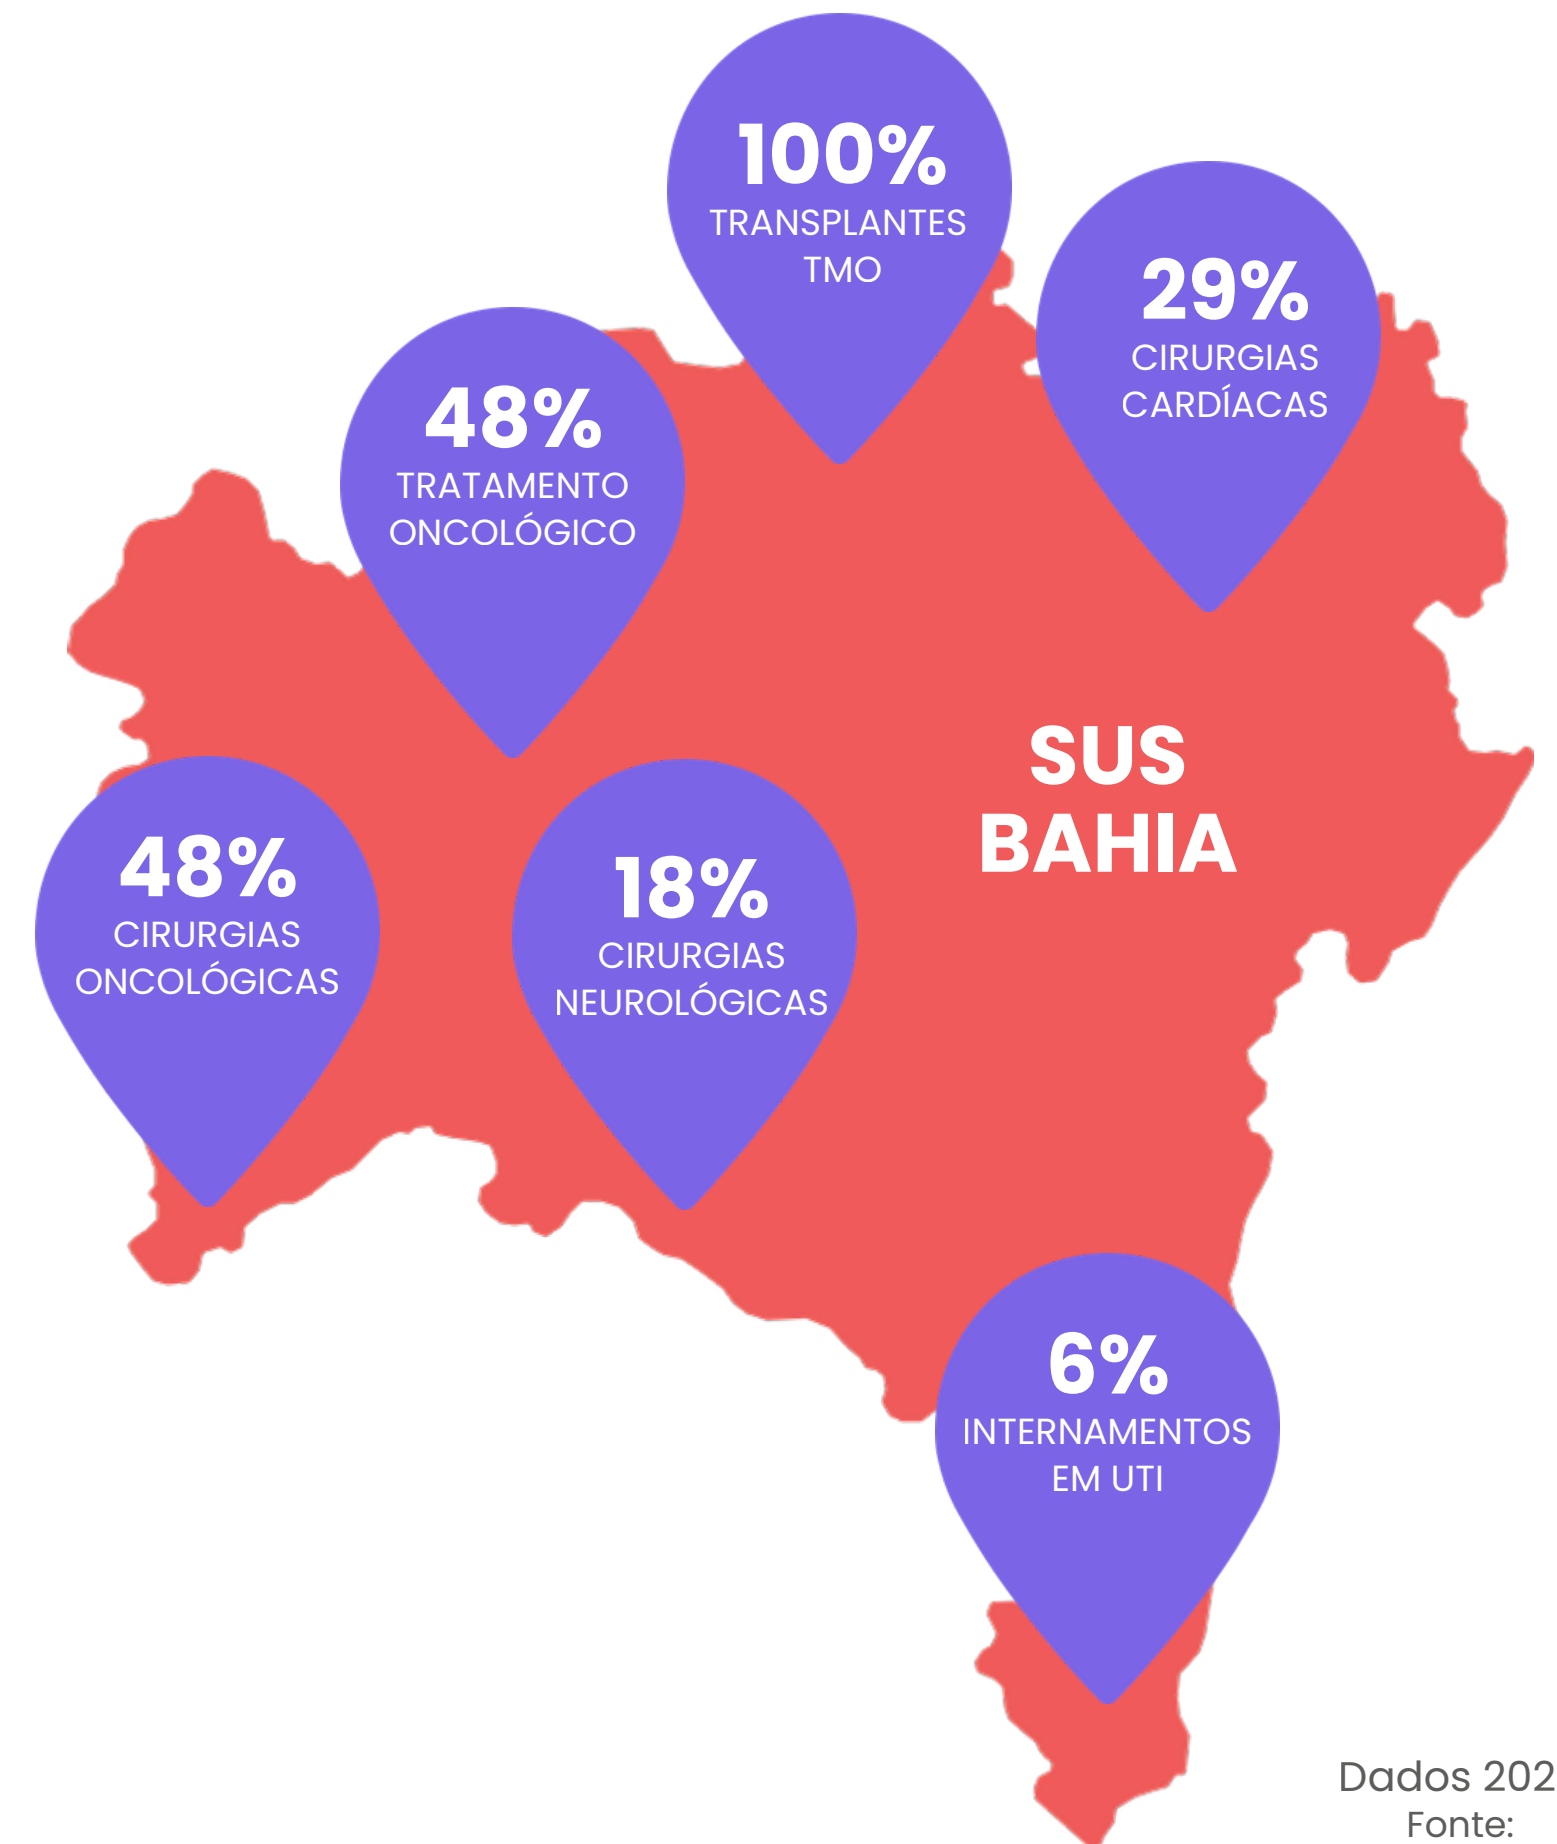 100%
TRANSPLANTES
TMO
29%
CIRURGIAS
CARDÍACAS
48%
TRATAMENTO
ONCOLÓGICO
SUS
BAHIA
48%
CIRURGIAS
ONCOLÓGICAS
18%
CIRURGIAS
NEUROLÓGICAS
6%
INTERNAMENTOS
EM UTI
Dados 202
Fonte: